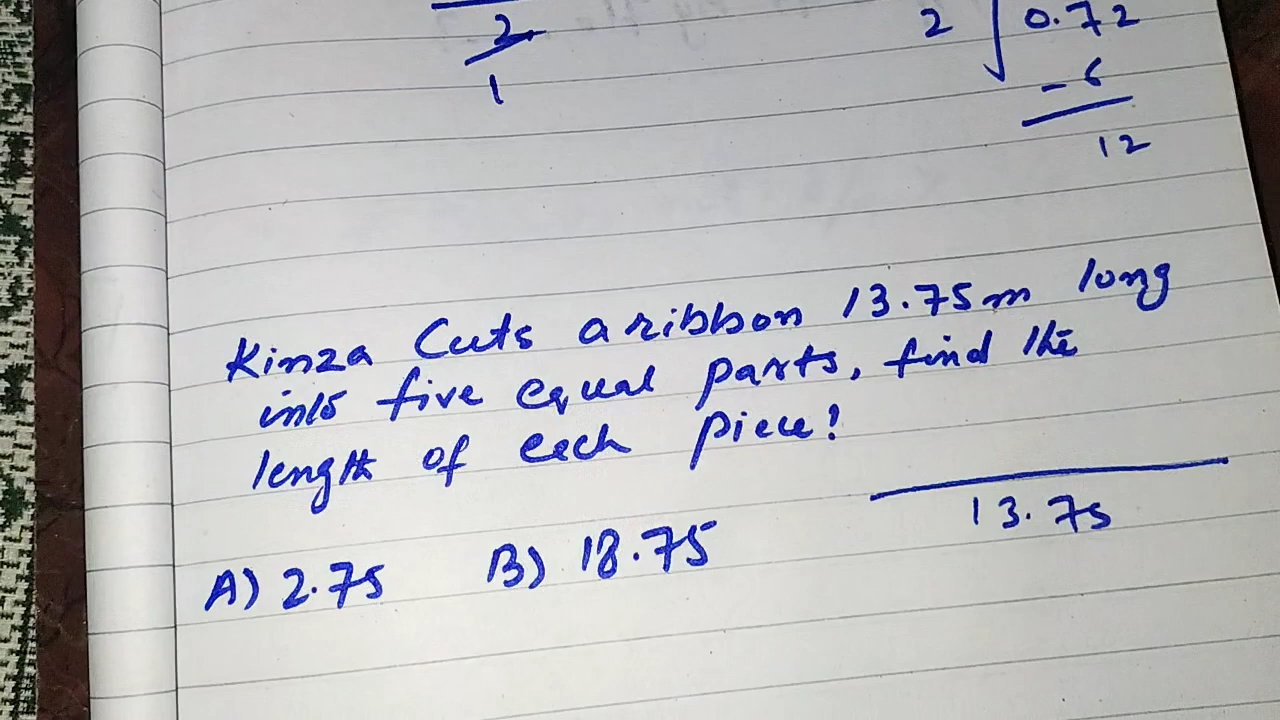 2
1
2 0.72
- 6
12
Kinza Cuts a ribbon 13.75m long
into five equal parts, find the
length of each piece?
13.75
A) 2.75 B) 18.75